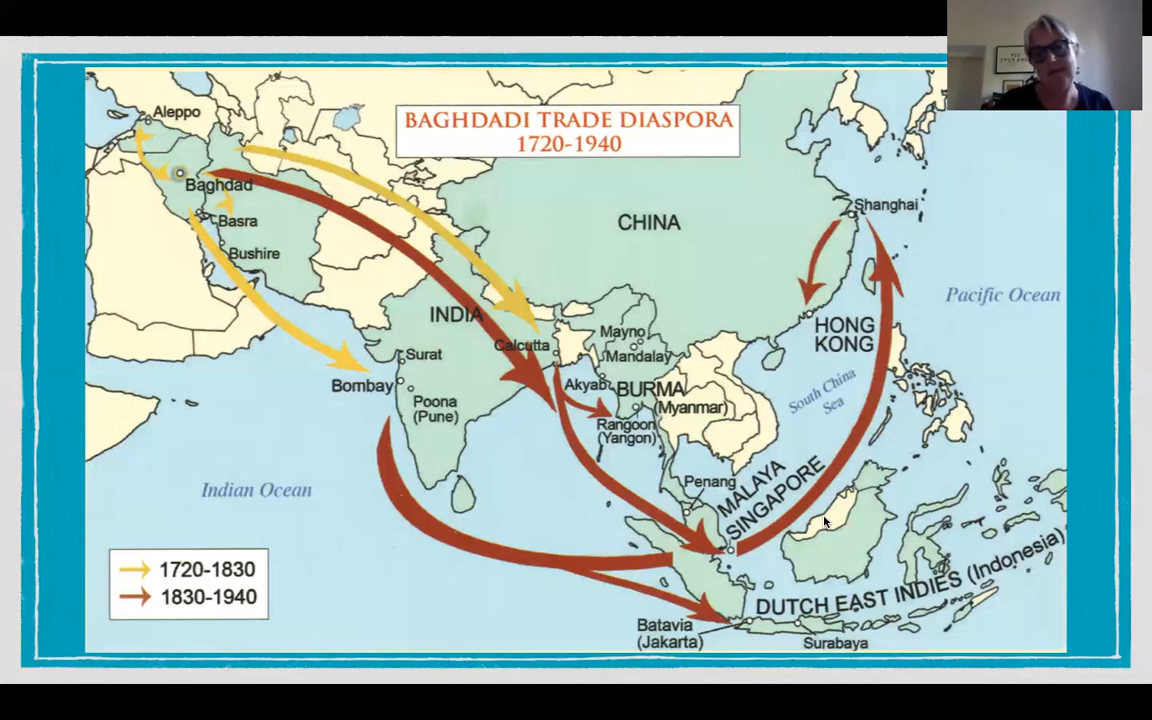 BAGHDADI TRADE DIASPORA
1720-1940
Aleppo
Baghdad
Basra
Bushire
CHINA
Shanghai
Pacific Ocean
INDIA
HONG
KONG
Calcutta
Mayno
Mandalay
Surat
Bombay
Akyab
BURMA
(Myanmar)
South China
Sea
Poona
(Pune)
Rangoon
(Yangon)
Penang
MALAYA
SINGAPORE
Indian Ocean
1720-1830
1830-1940
DUTCH EAST INDIES (Indonesia)
Batavia
(Jakarta)
Surabaya